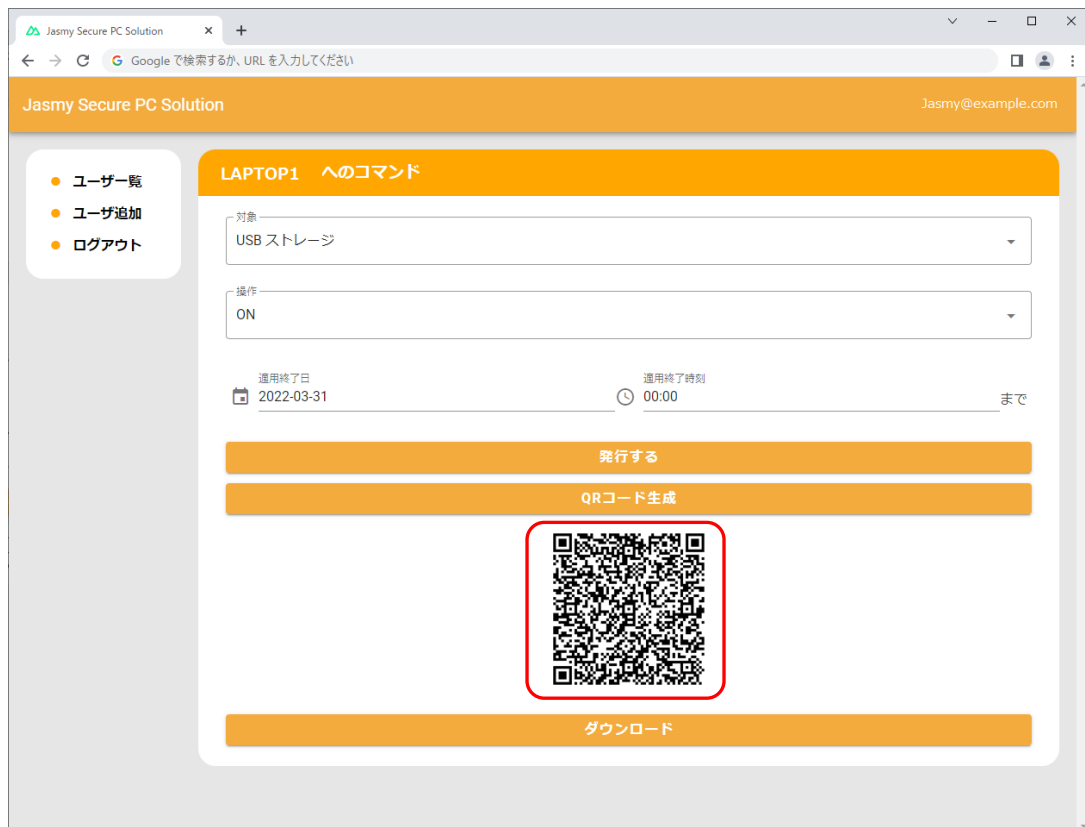 Jasmy Secure PC Solution
Google で検索するか、URL を入力してください
Jasmy Secure PC Solution
Jasmy@example.com
ユーザ一覧
ユーザ追加
ログアウト
LAPTOP1 へのコマンド
対象
USB ストレージ
操作
ON
適用終了日
2022-03-31
適用終了時刻
00:00
まで
発行する
QRコード生成
ダウンロード